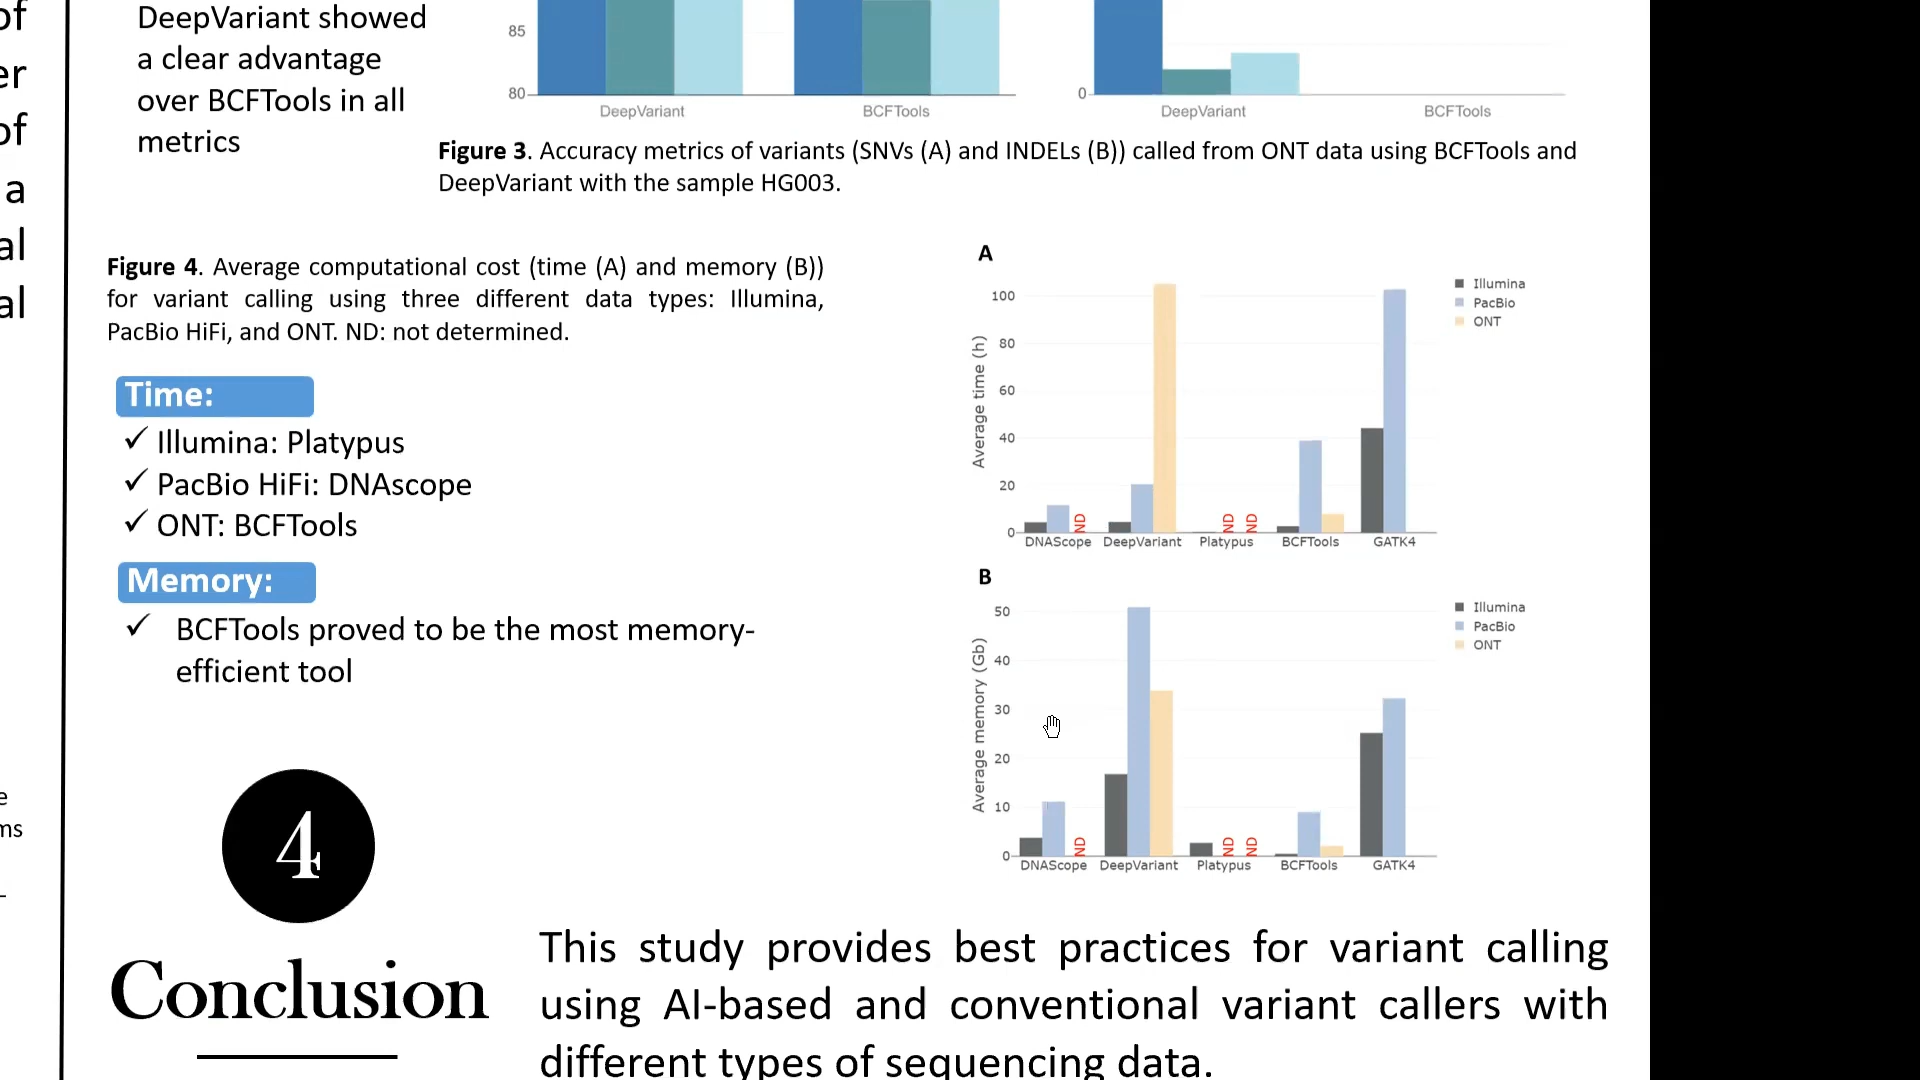 of
er
of
a
al
al
e
ms
DeepVariant showed
a clear advantage
over BCFTools in all
metrics
85
80
DeepVariant
BCFTools
0
DeepVariant
BCFTools
Figure 3. Accuracy metrics of variants (SNVs (A) and INDELs (B)) called from ONT data using BCFTools and
DeepVariant with the sample HG003.
Figure 4. Average computational cost (time (A) and memory (B))
for variant calling using three different data types: Illumina,
PacBio HiFi, and ONT. ND: not determined.
Time:
✓ Illumina: Platypus
✓ PacBio HiFi: DNAscope
✓ ONT: BCFTools
Memory:
✓ BCFTools proved to be the most memory-
efficient tool
A
Average time (h)
100
80
60
40
20
0
ND
ND
ND
DNAScope
DeepVariant
Platypus
BCFTools
GATK4
Illumina
PacBio
ONT
B
Average memory (Gb)
50
40
30
20
10
0
ND
ND
ND
DNAScope
DeepVariant
Platypus
BCFTools
GATK4
Illumina
PacBio
ONT
4
Conclusion
This study provides best practices for variant calling
using AI-based and conventional variant callers with
different types of sequencing data.